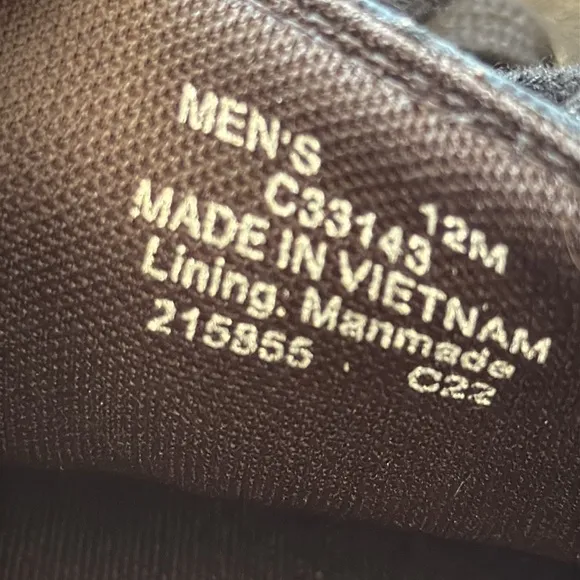 MEN'S
C33143 12M
MADE IN VIETNAM
Lining: Manmade
215855 C22